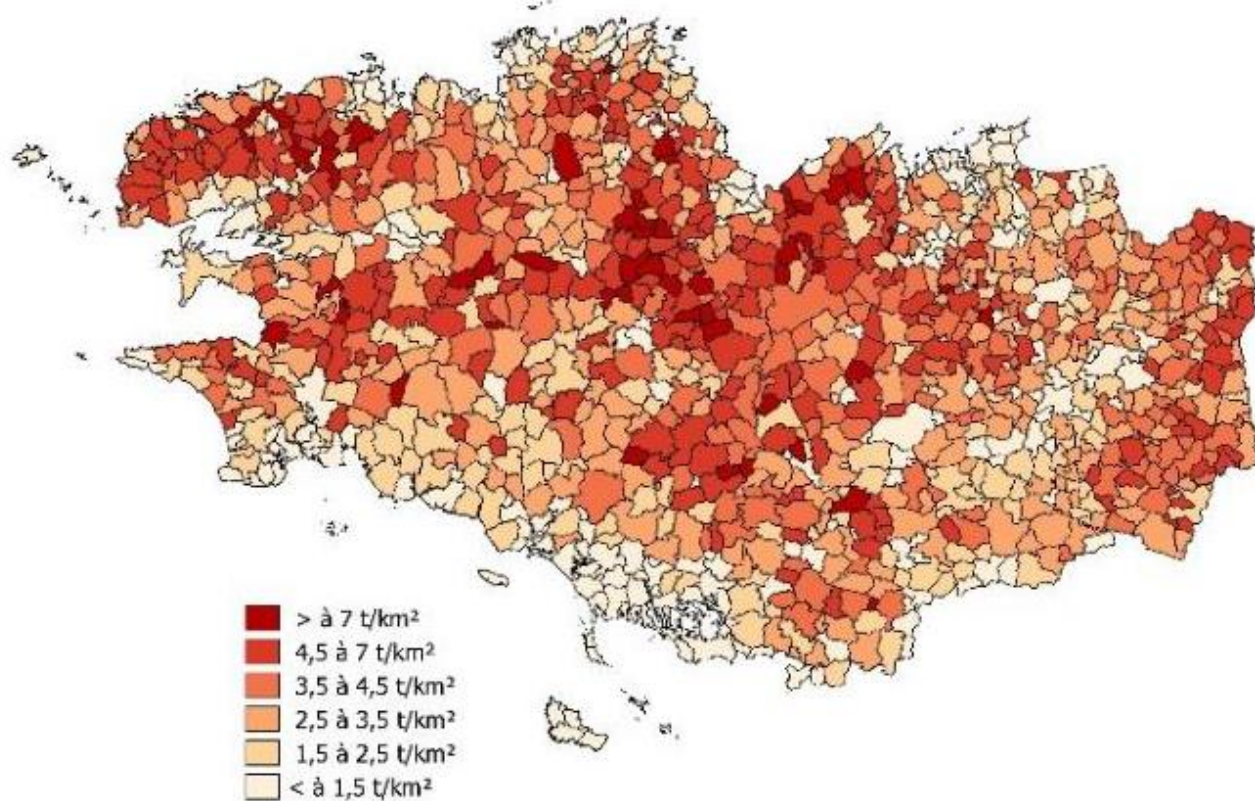 > à 7 t/km²
4,5 à 7 t/km²
3,5 à 4,5 t/km²
2,5 à 3,5 t/km²
1,5 à 2,5 t/km²
< à 1,5 t/km²